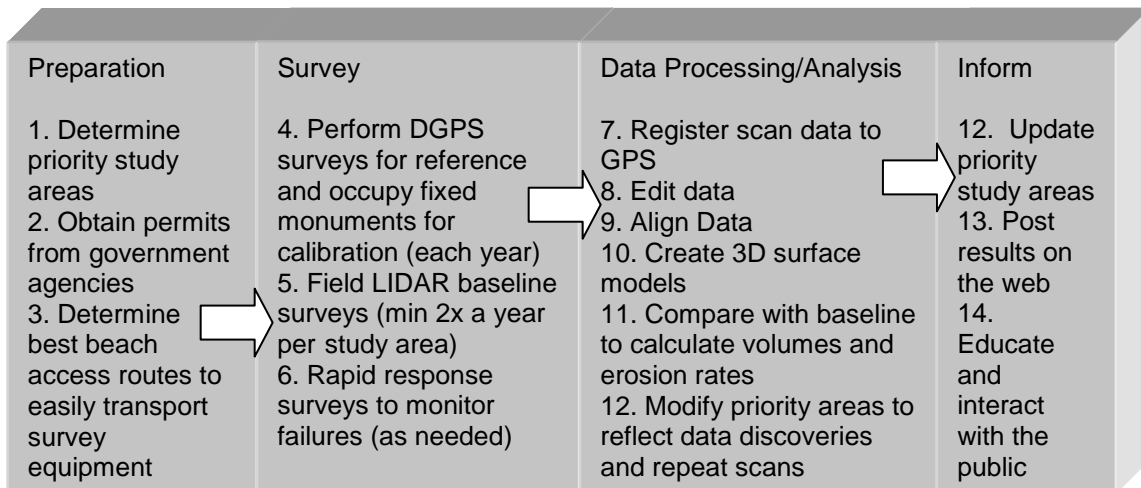 Preparation
1. Determine
priority study
areas
2. Obtain permits
from government
agencies
3. Determine
best beach
access routes to
easily transport
survey
equipment
Survey
4. Perform DGPS
surveys for reference
and occupy fixed
monuments for
calibration (each year)
5. Field LIDAR baseline
surveys (min 2x a year
per study area)
6. Rapid response
surveys to monitor
failures (as needed)
Data Processing/Analysis
7. Register scan data to
GPS
8. Edit data
9. Align Data
10. Create 3D surface
models
11. Compare with baseline
to calculate volumes and
erosion rates
12. Modify priority areas to
reflect data discoveries
and repeat scans
Inform
12. Update
priority
study areas
13. Post
results on
the web
14.
Educate
and
interact
with the
public